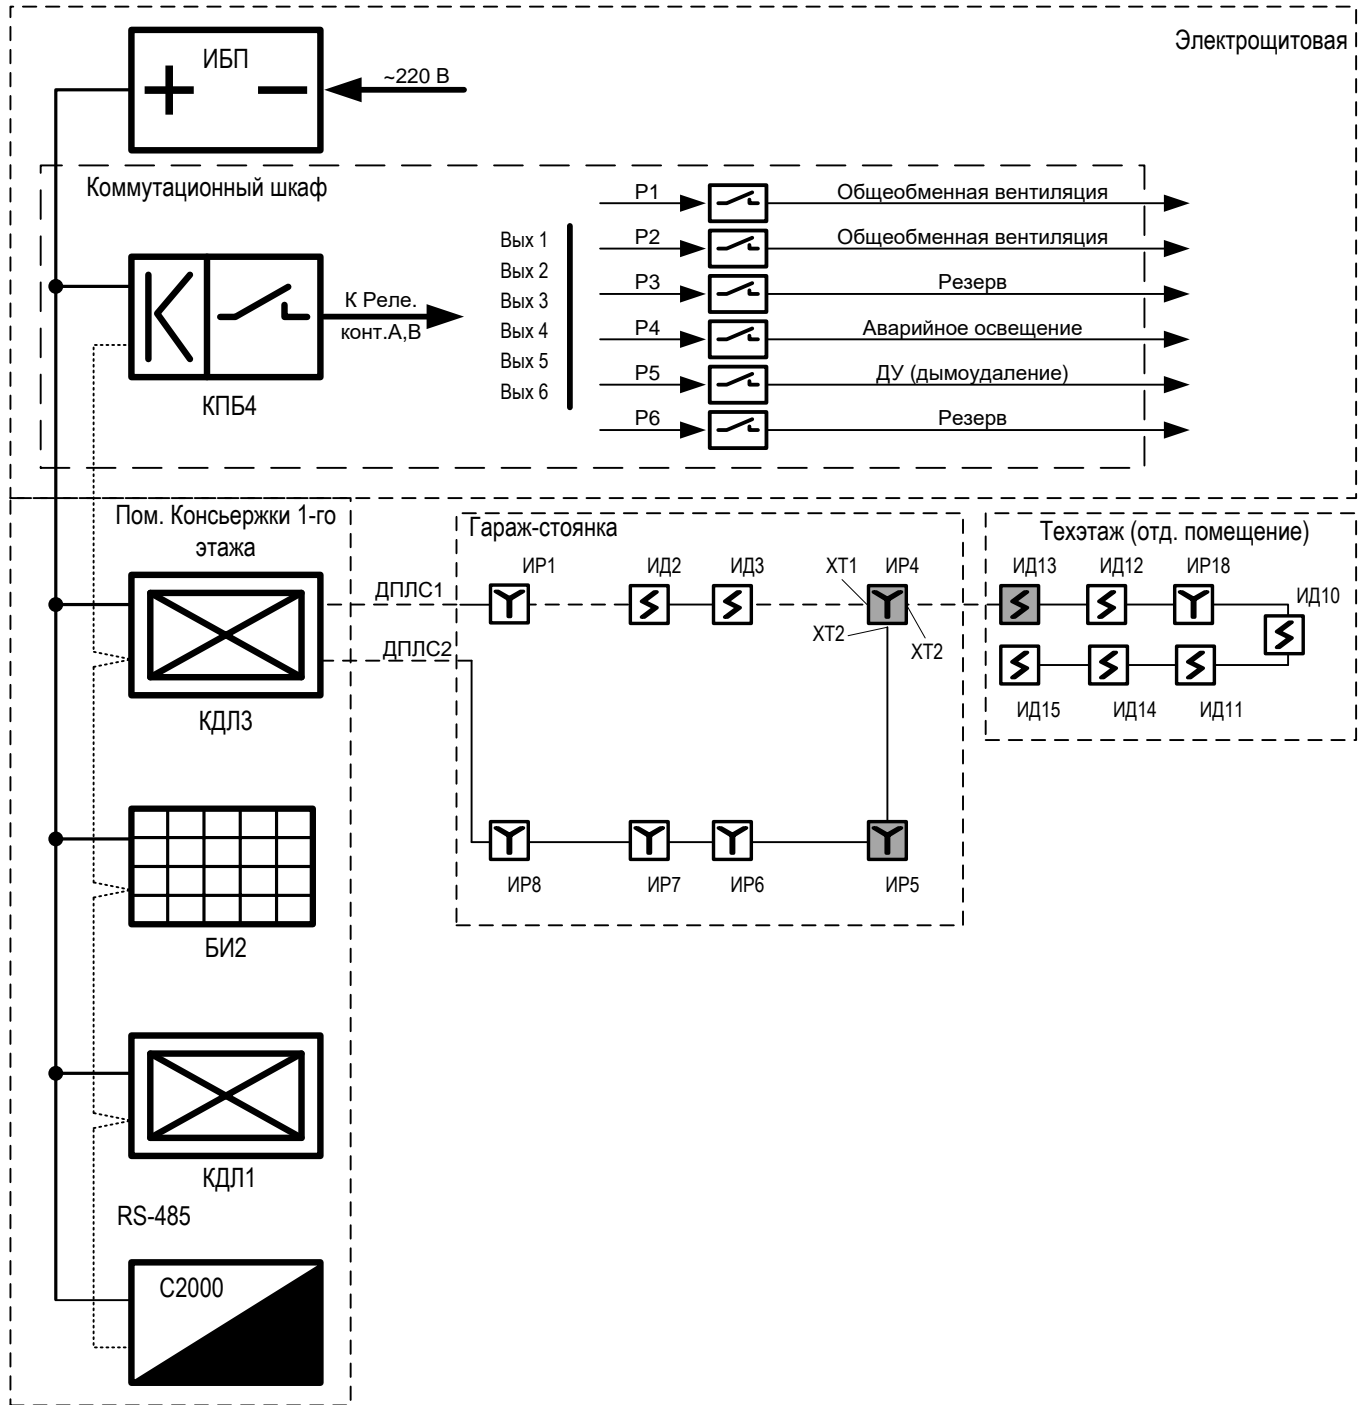 Электрощитовая
ИБП
~220 В
Коммутационный шкаф
Р1
Общеобменная вентиляция
Вых 1
Р2
Общеобменная вентиляция
Вых 2
Р3
Резерв
К Реле.
Вых 3
конт.А,В
Вых 4
Р4
Аварийное освещение
Вых 5
Р5
ДУ (дымоудаление)
Вых 6
КПБ4
Р6
Резерв
Пом. Консьержки 1-го
этажа
Гараж-стоянка
Техэтаж (отд. помещение)
ИР1
ИД2
ИД3
ХТ1
ИР4
ИД13
ИД12
ИР18
ДПЛС1
ИД10
ХТ2
ДПЛС2
ХТ2
КДЛ3
ИД15
ИД14
ИД11
ИР8
ИР7
ИР6
ИР5
БИ2
КДЛ1
RS-485
С2000